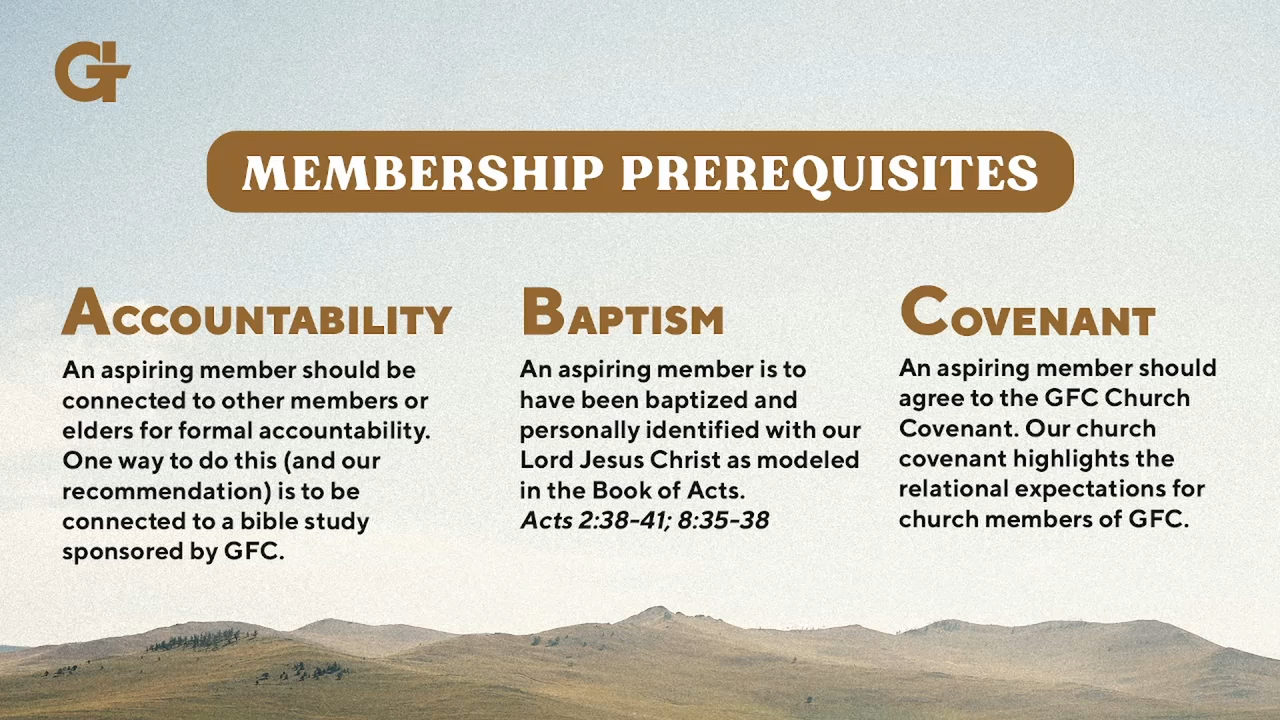 GT
MEMBERSHIP PREREQUISITES
ACCOUNTABILITY
An aspiring member should be
connected to other members or
elders for formal accountability.
One way to do this (and our
recommendation) is to be
connected to a bible study
sponsored by GFC.
BAPTISM
An aspiring member is to
have been baptized and
personally identified with our
Lord Jesus Christ as modeled
in the Book of Acts.
Acts 2:38-41; 8:35-38
COVENANT
An aspiring member should
agree to the GFC Church
Covenant. Our church
covenant highlights the
relational expectations for
church members of GFC.